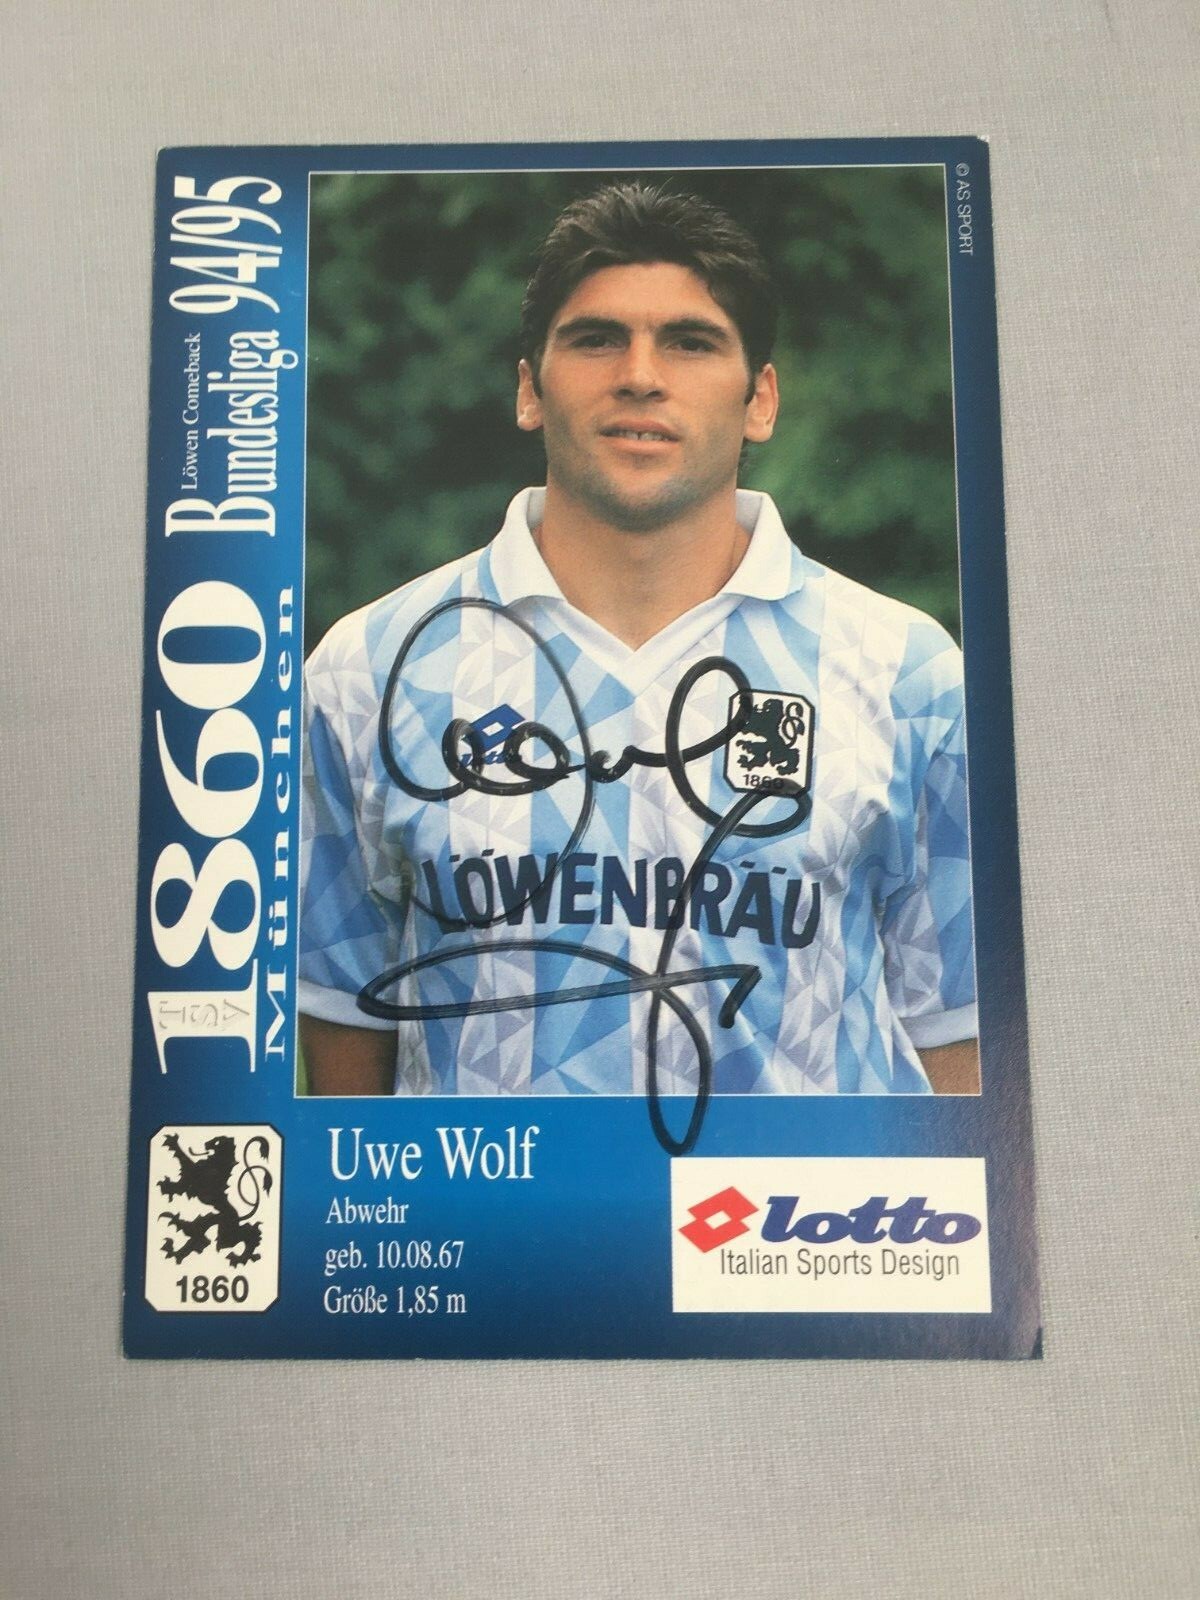 © AS SPORT
Löwen Comeback
Bundesliga 94/95
1860
TSV
München
lotto
1860
LÖWENBRÄU
Uwe Wolf
Abwehr
geb. 10.08.67
Größe 1,85 m
1860
lotto
Italian Sports Design